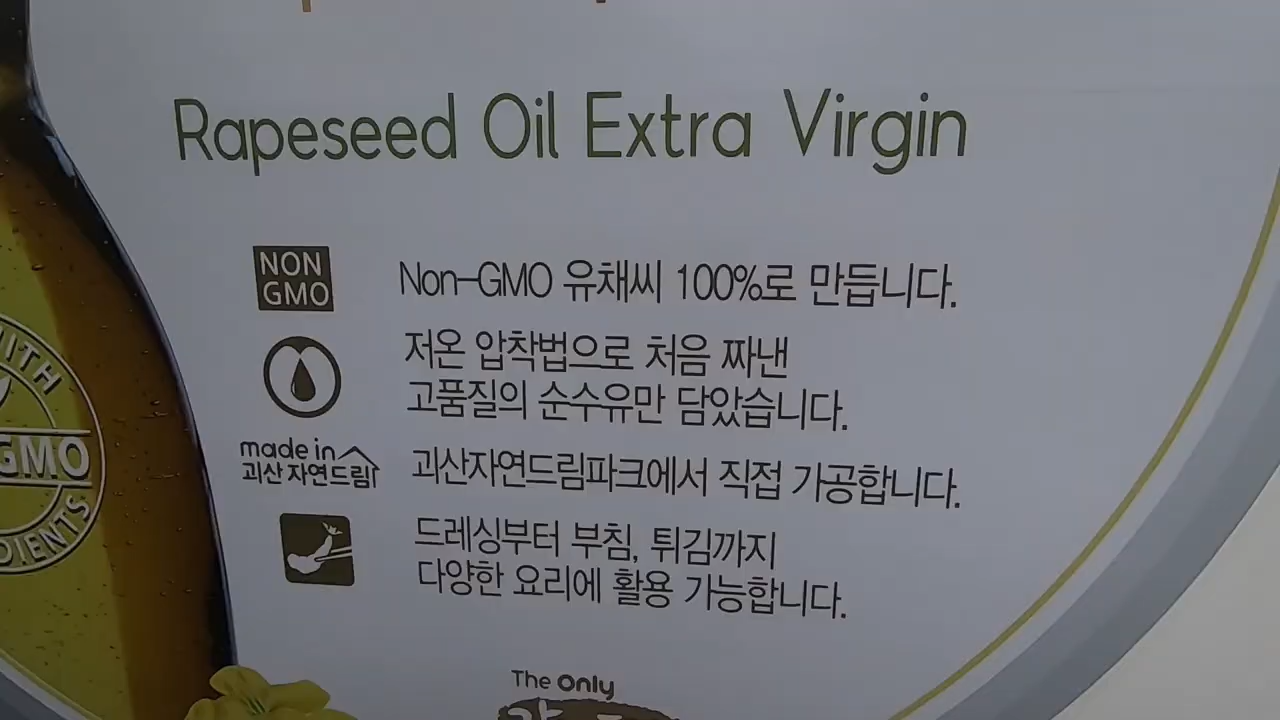 Rapeseed Oil Extra Virgin
NON
GMO
Non-GMO 유채씨 100%로 만듭니다.
저온 압착법으로 처음 짜낸
고품질의 순수유만 담았습니다.
made in
괴산 자연드림
괴산자연드림파크에서 직접 가공합니다.
드레싱부터 부침, 튀김까지
다양한 요리에 활용 가능합니다.
The Only
GMO